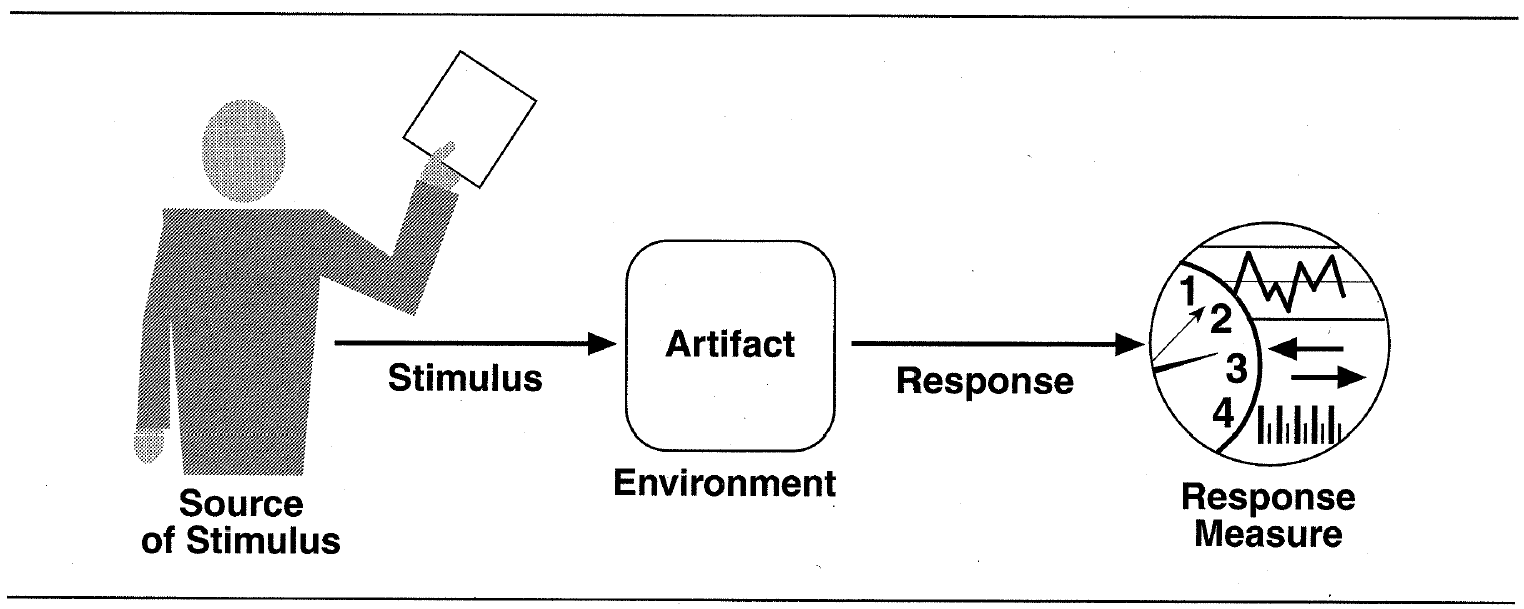 Source
of Stimulus
Stimulus
Artifact
Environment
Response
1
2
3
4
Response
Measure